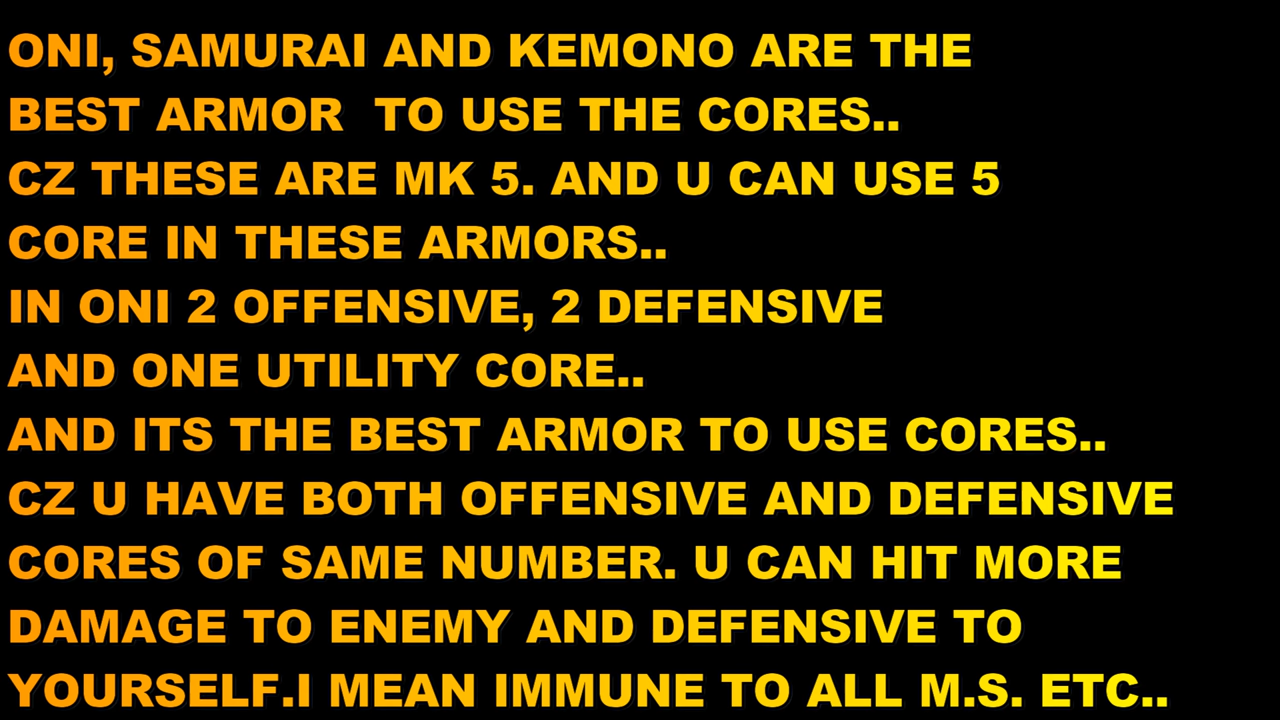 ONI, SAMURAI AND KEMONO ARE THE
BEST ARMOR  TO USE THE CORES..
CZ THESE ARE MK 5. AND U CAN USE 5
CORE IN THESE ARMORS..
IN ONI 2 OFFENSIVE, 2 DEFENSIVE
AND ONE UTILITY CORE..
AND ITS THE BEST ARMOR TO USE CORES..
CZ U HAVE BOTH OFFENSIVE AND DEFENSIVE
CORES OF SAME NUMBER. U CAN HIT MORE
DAMAGE TO ENEMY AND DEFENSIVE TO
YOURSELF.I MEAN IMMUNE TO ALL M.S. ETC..